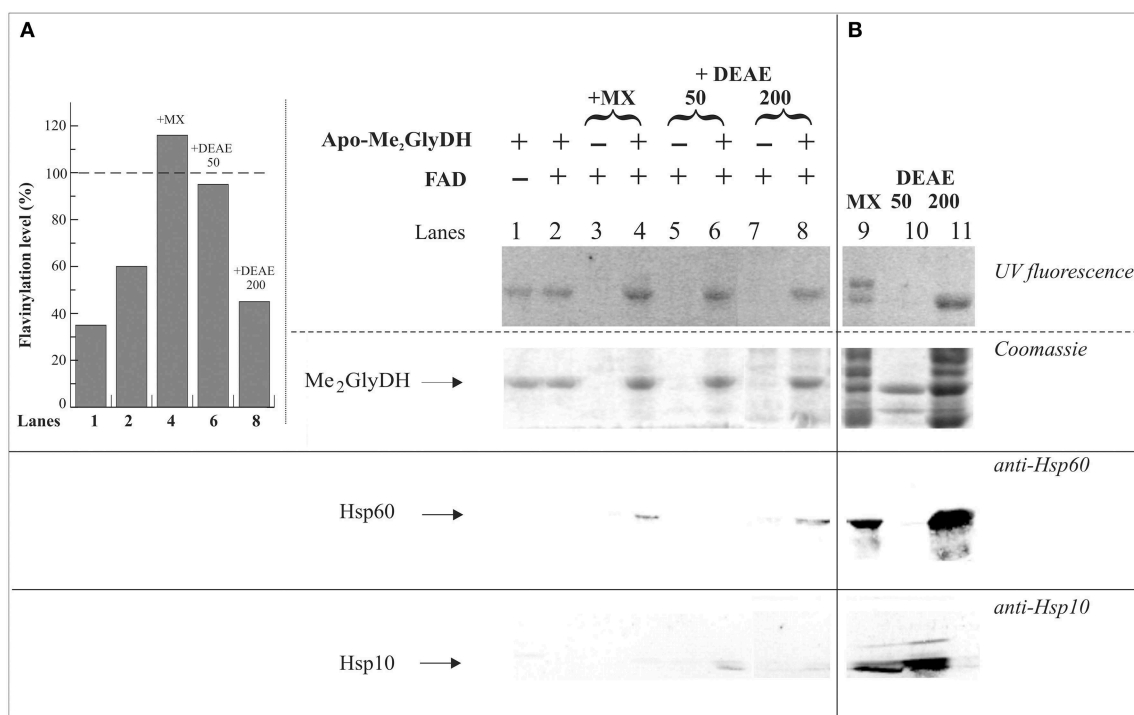 A
Flavinylation level (%)
120
100
80
60
40
20
0
+MX
+DEAE
50
+DEAE
200
Lanes 1 2 4 6 8
+ DEAE
+MX 50 200
Apo-Me₂GlyDH + + − + − + − +
FAD − + + + + + + +
Lanes 1 2 3 4 5 6 7 8
Me₂GlyDH
Hsp60
Hsp10
B
DEAE
MX 50 200
9 10 11
UV fluorescence
Coomassie
anti-Hsp60
anti-Hsp10